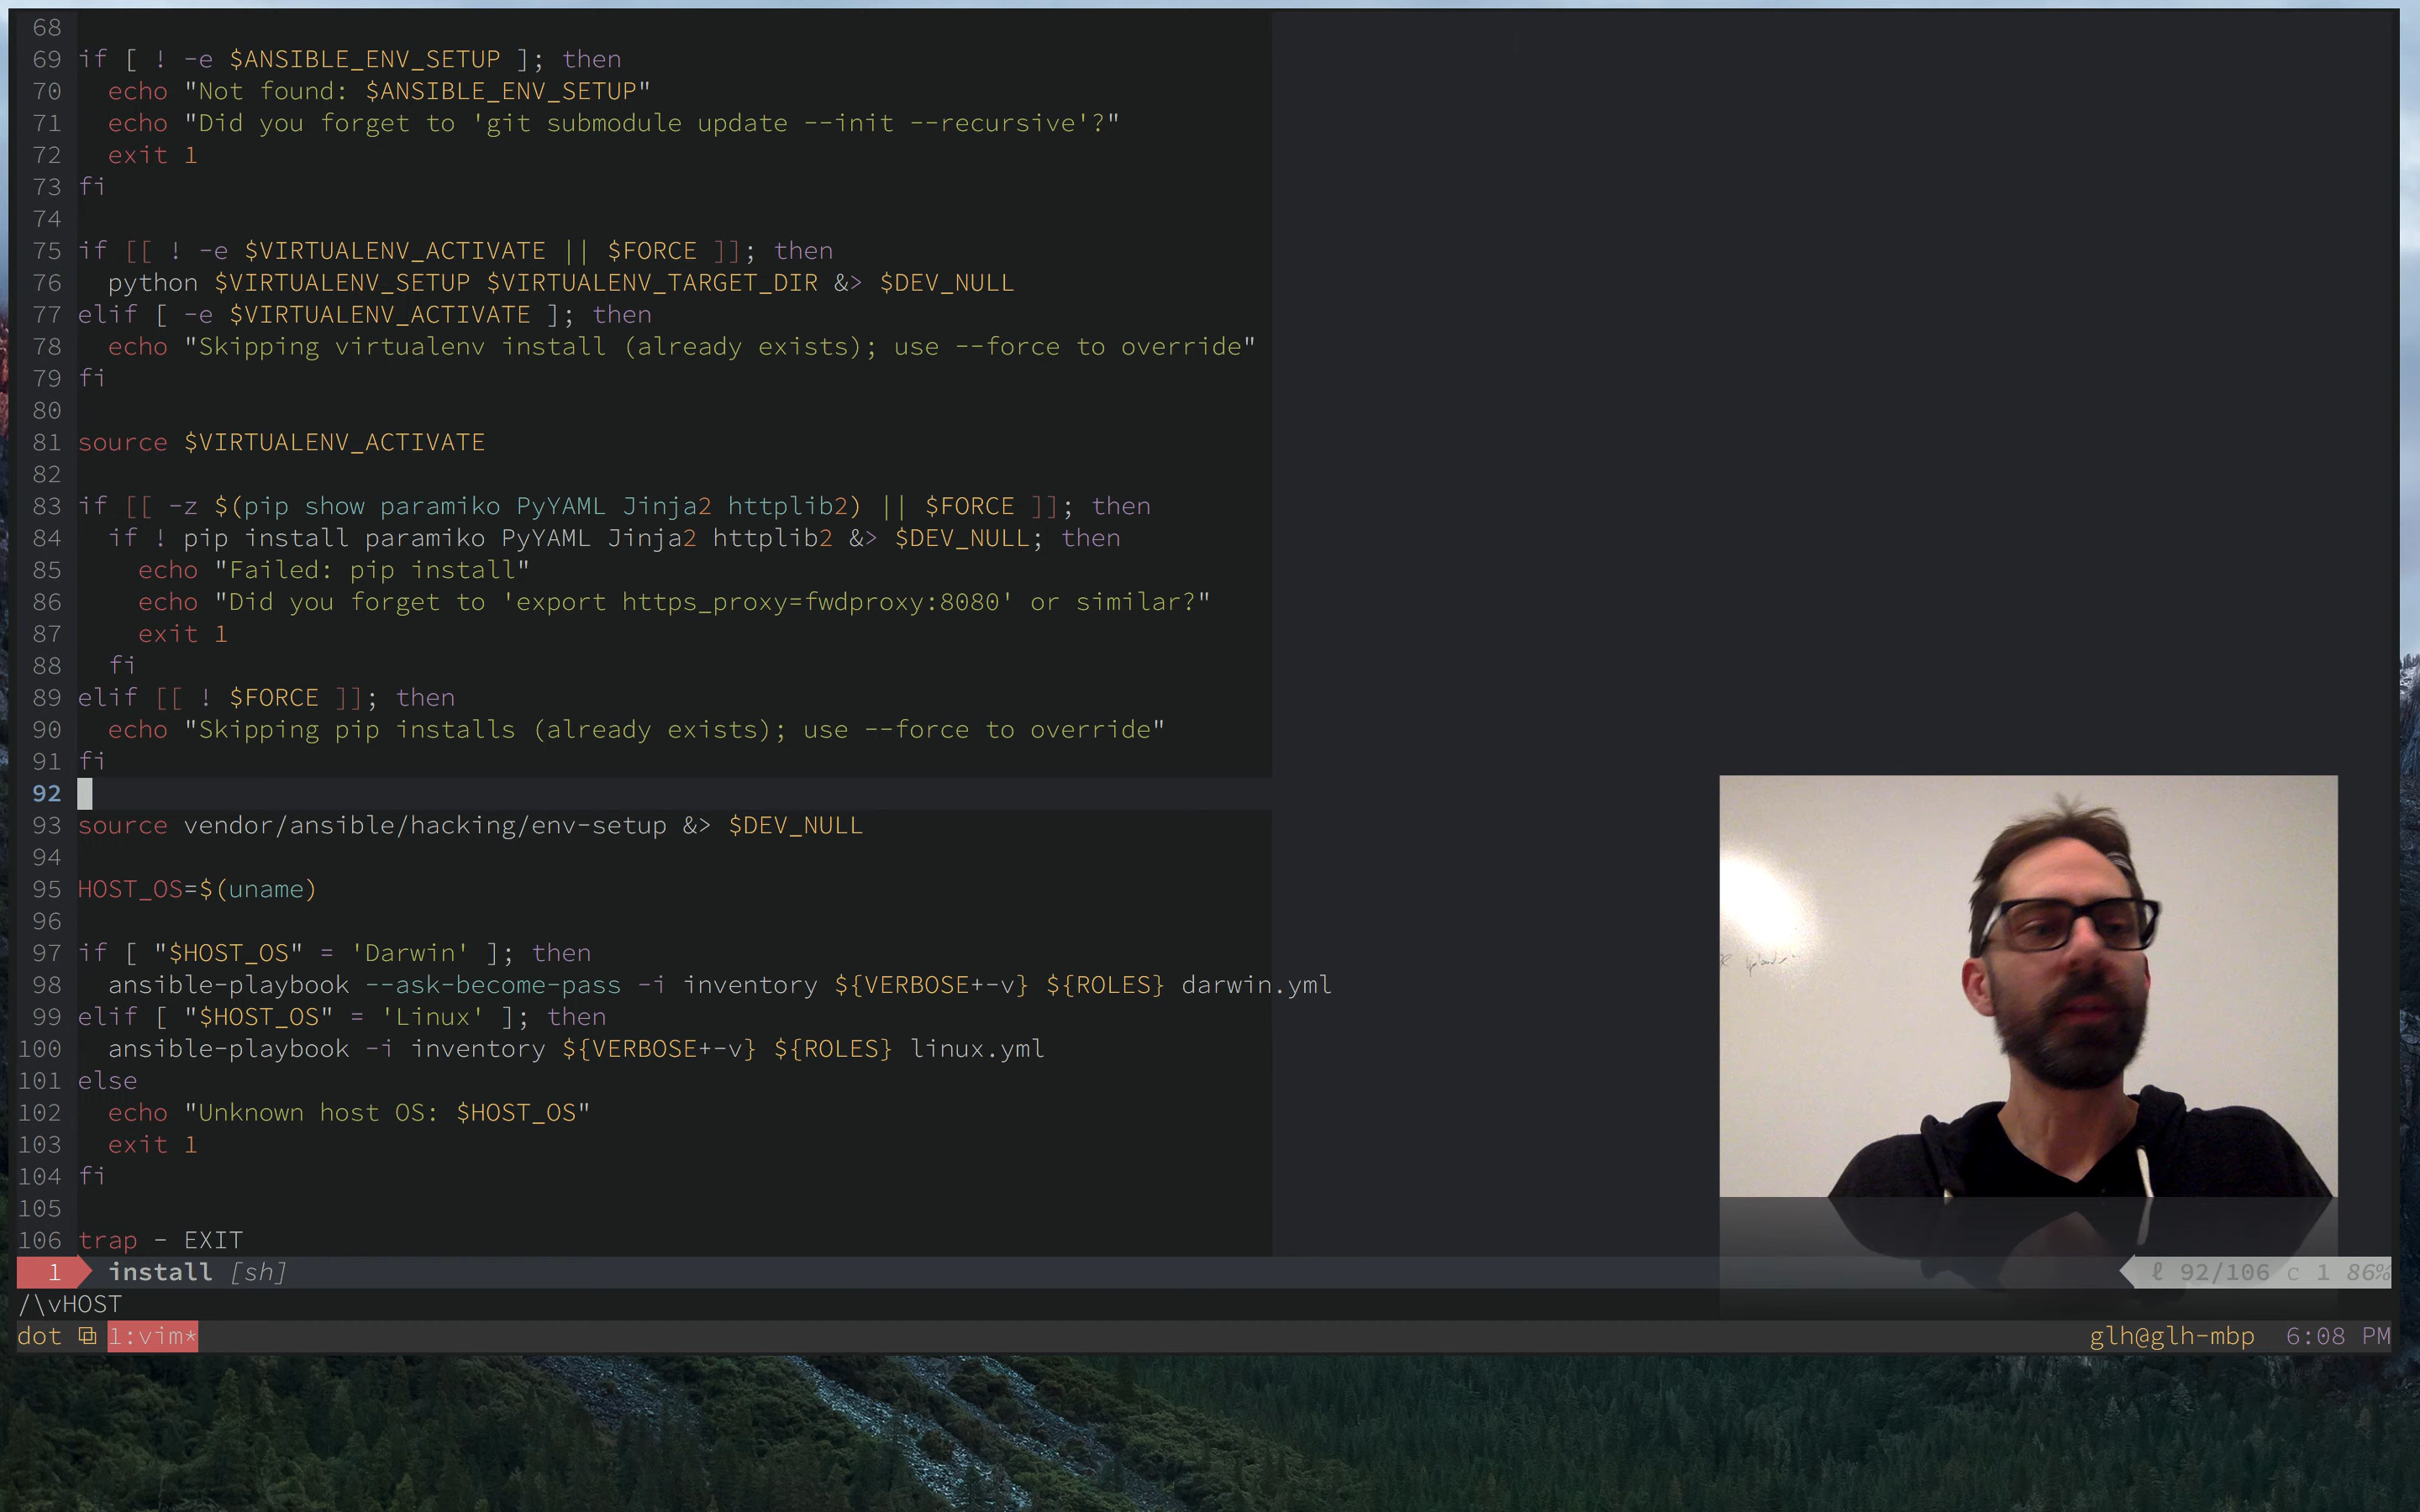 68
69 if [ ! -e $ANSIBLE_ENV_SETUP ]; then
70   echo "Not found: $ANSIBLE_ENV_SETUP"
71   echo "Did you forget to 'git submodule update --init --recursive'?"
72   exit 1
73 fi
74
75 if [[ ! -e $VIRTUALENV_ACTIVATE || $FORCE ]]; then
76   python $VIRTUALENV_SETUP $VIRTUALENV_TARGET_DIR &> $DEV_NULL
77 elif [ -e $VIRTUALENV_ACTIVATE ]; then
78   echo "Skipping virtualenv install (already exists); use --force to override"
79 fi
80
81 source $VIRTUALENV_ACTIVATE
82
83 if [[ -z $(pip show paramiko PyYAML Jinja2 httplib2) || $FORCE ]]; then
84   if ! pip install paramiko PyYAML Jinja2 httplib2 &> $DEV_NULL; then
85     echo "Failed: pip install"
86     echo "Did you forget to 'export https_proxy=fwdproxy:8080' or similar?"
87     exit 1
88   fi
89 elif [[ ! $FORCE ]]; then
90   echo "Skipping pip installs (already exists); use --force to override"
91 fi
92
93 source vendor/ansible/hacking/env-setup &> $DEV_NULL
94
95 HOST_OS=$(uname)
96
97 if [ "$HOST_OS" = 'Darwin' ]; then
98   ansible-playbook --ask-become-pass -i inventory ${VERBOSE+-v} ${ROLES} darwin.yml
99 elif [ "$HOST_OS" = 'Linux' ]; then
100   ansible-playbook -i inventory ${VERBOSE+-v} ${ROLES} linux.yml
101 else
102   echo "Unknown host OS: $HOST_OS"
103   exit 1
104 fi
105
106 trap - EXIT
1 install [sh] ℓ 92/106 c 1 86%
/\vHOST
dot 1:vim* glh@glh-mbp 6:08 PM